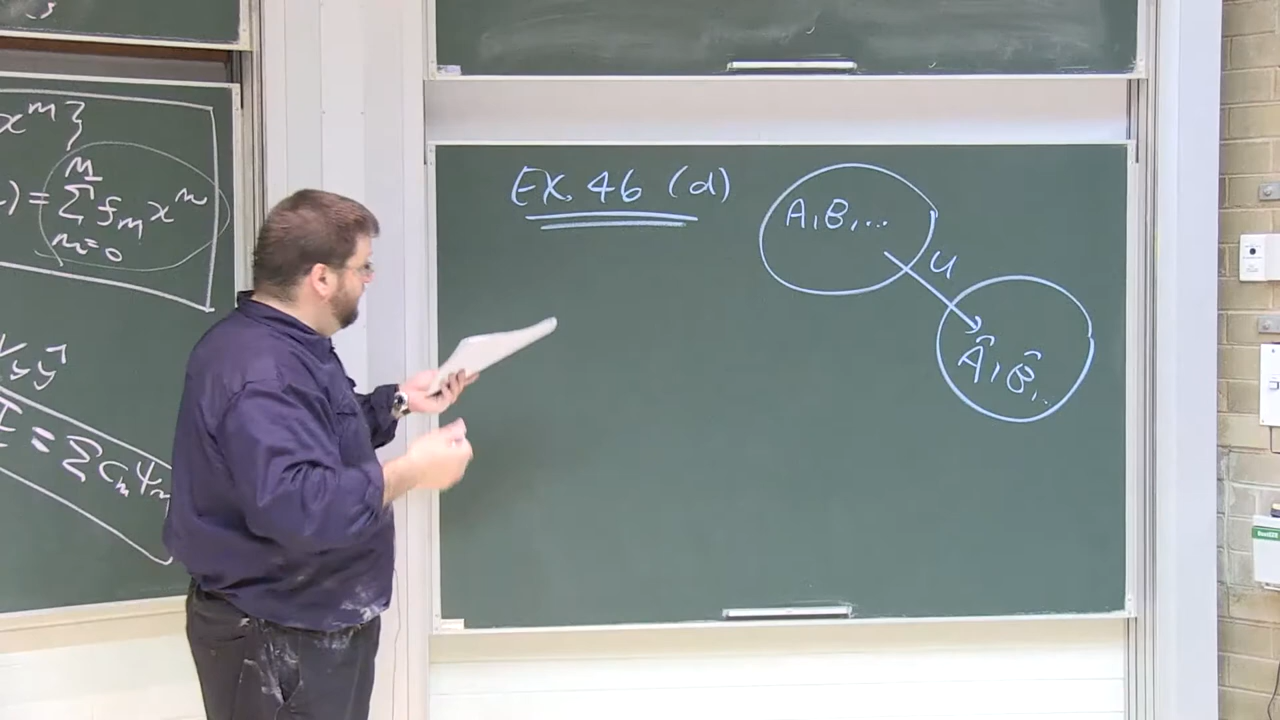 x^m}
) = Σ f_m x^m
M
m=0
= Σ C_m Ψ_m
EX. 46 (d)
A, B, ...
U
Â, B̂, ..